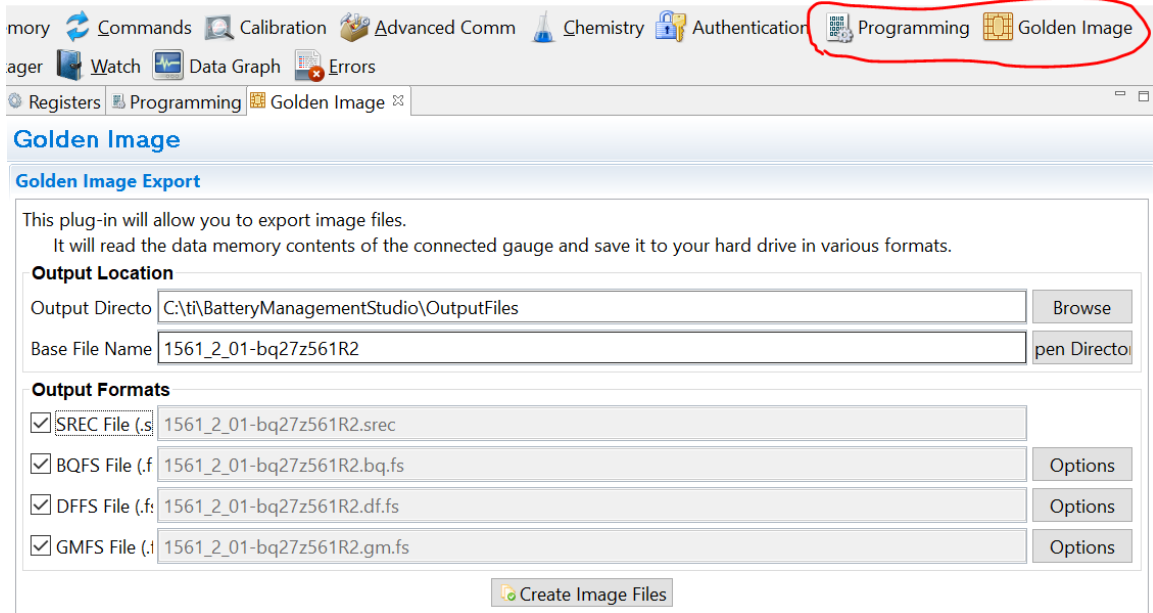 mory Commands Calibration Advanced Comm Chemistry Authentication Programming Golden Image
ager Watch Data Graph Errors
Registers Programming Golden Image
Golden Image
Golden Image Export
This plug-in will allow you to export image files.
It will read the data memory contents of the connected gauge and save it to your hard drive in various formats.
Output Location
Output Directo C:\ti\BatteryManagementStudio\OutputFiles Browse
Base File Name 1561_2_01-bq27z561R2 pen Director
Output Formats
SREC File (.s 1561_2_01-bq27z561R2.srec
BQFS File (.f 1561_2_01-bq27z561R2.bq.fs Options
DFFS File (.fs 1561_2_01-bq27z561R2.df.fs Options
GMFS File (.f 1561_2_01-bq27z561R2.gm.fs Options
Create Image Files